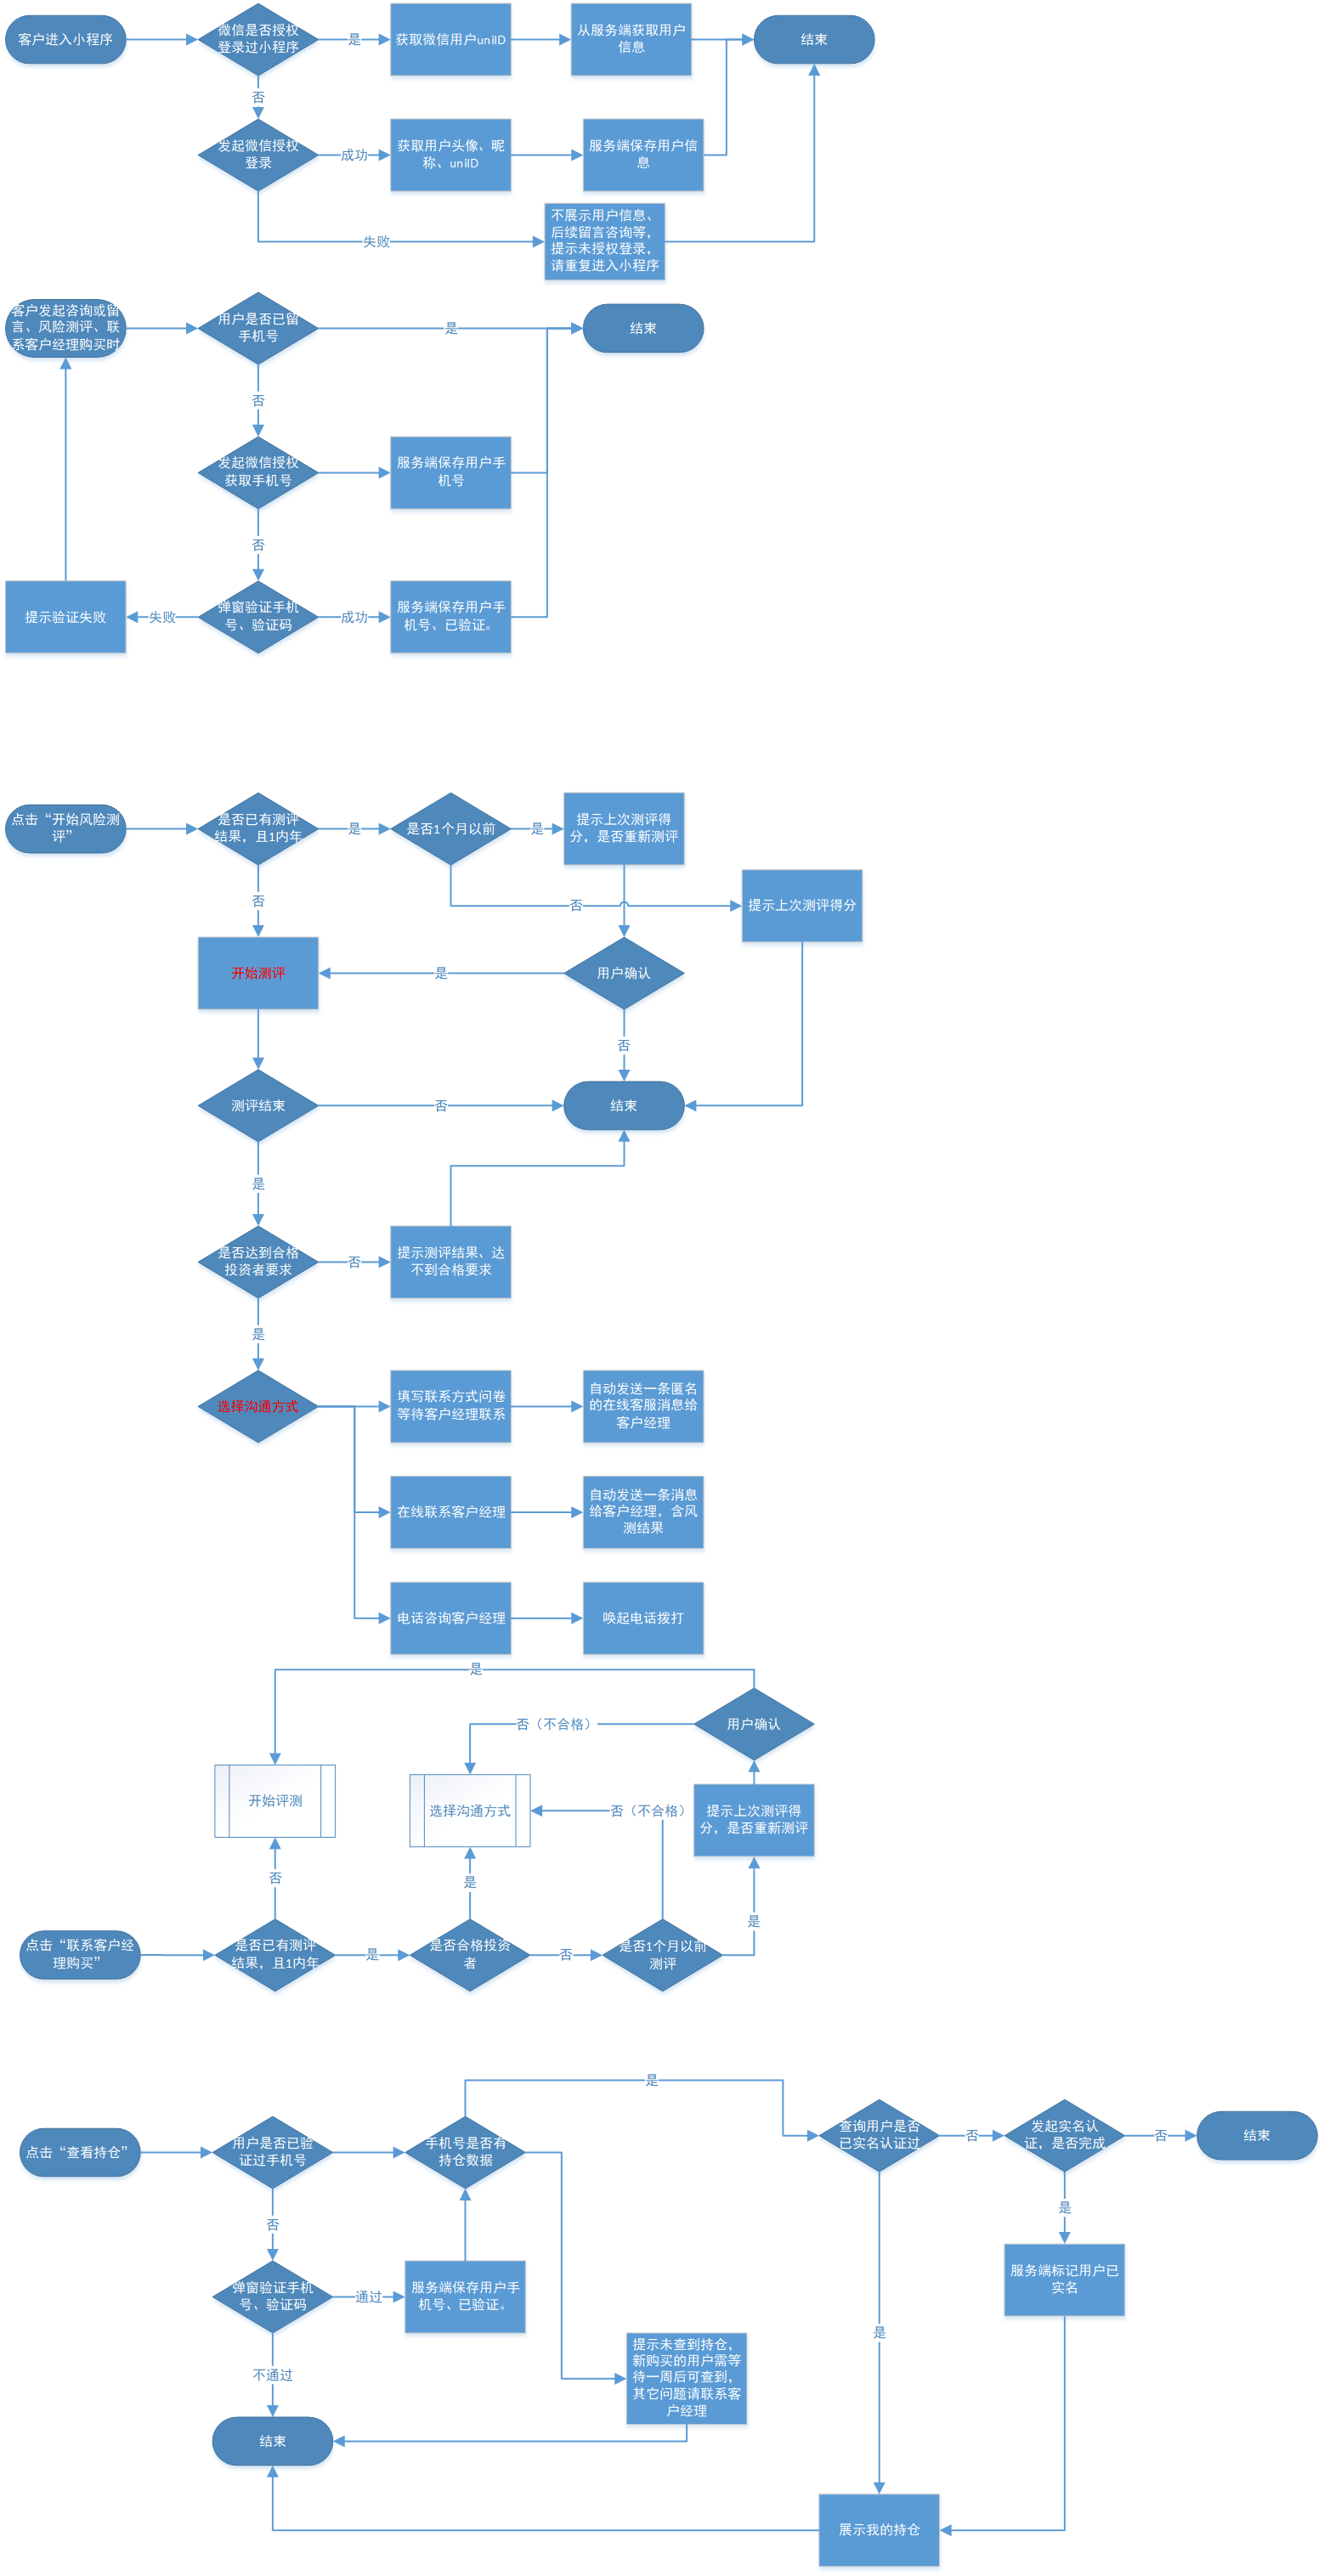 客户进入小程序
微信是否授权
登录过小程序
是
获取微信用户uniID
从服务端获取用户
信息
结束
否
发起微信授权
登录
成功
获取用户头像、昵
称、uniID
服务端保存用户信
息
失败
不展示用户信息、
后续留言咨询等，
提示未授权登录，
请重复进入小程序
客户发起咨询或留
言、风险测评、联
系客户经理购买时
用户是否已留
手机号
是
结束
否
发起微信授权
获取手机号
服务端保存用户手
机号
否
提示验证失败
失败
弹窗验证手机
号、验证码
成功
服务端保存用户手
机号、已验证。
点击“开始风险测
评”
是否已有测评
结果，且1内年
是
是否1个月以前
是
提示上次测评得
分，是否重新测评
否
否
提示上次测评得分
开始测评
是
用户确认
否
测评结束
否
结束
是
是否达到合格
投资者要求
否
提示测评结果、达
不到合格要求
是
选择沟通方式
填写联系方式问卷
等待客户经理联系
自动发送一条匿名
的在线客服消息给
客户经理
在线联系客户经理
自动发送一条消息
给客户经理，含风
测结果
电话咨询客户经理
唤起电话拨打
是
否（不合格）
用户确认
开始评测
选择沟通方式
否（不合格）
提示上次测评得
分，是否重新测评
否
是
是
点击“联系客户经
理购买”
是否已有测评
结果，且1内年
是
是否合格投资
者
否
是否1个月以前
测评
是
点击“查看持仓”
用户是否已验
证过手机号
手机号是否有
持仓数据
查询用户是否
已实名认证过
否
发起实名认
证，是否完成
否
结束
否
是
弹窗验证手机
号、验证码
通过
服务端保存用户手
机号、已验证。
服务端标记用户已
实名
是
不通过
提示未查到持仓，
新购买的用户需等
待一周后可查到，
其它问题请联系客
户经理
结束
展示我的持仓